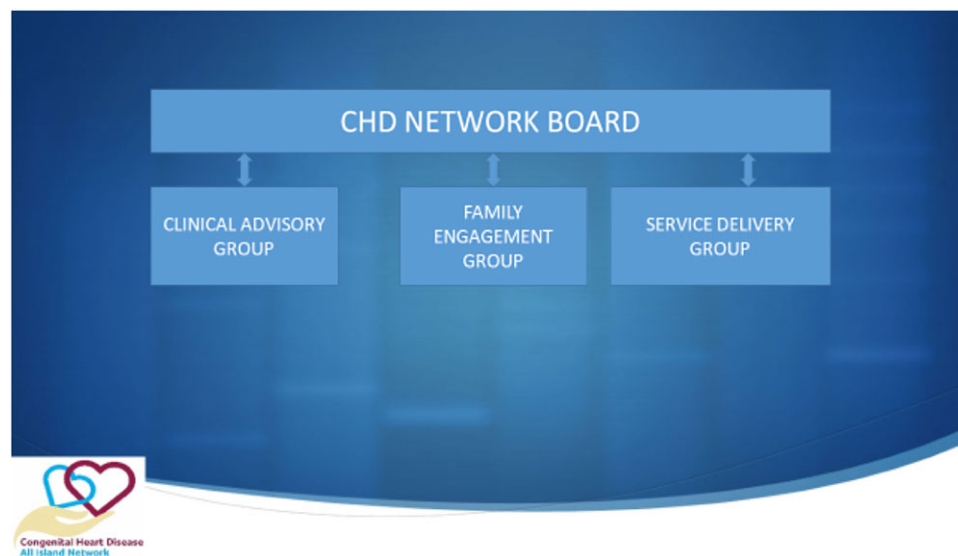 CHD NETWORK BOARD
CLINICAL ADVISORY
GROUP
FAMILY
ENGAGEMENT
GROUP
SERVICE DELIVERY
GROUP
Congenital Heart Disease
All Island Network